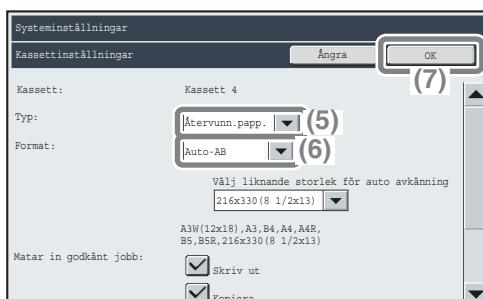 Systeminställningar
Kassettinställningar Ångra OK
(7)
Kassett: Kassett 4
Typ: Återvunn.papp. (5)
Format: Auto-AB (6)
Välj liknande storlek för auto avkänning
216x330(8 1/2x13)
A3W(12x18),A3,B4,A4,A4R,
B5,B5R,216x330(8 1/2x13)
Matar in godkänt jobb:
Skriv ut
Kopiera